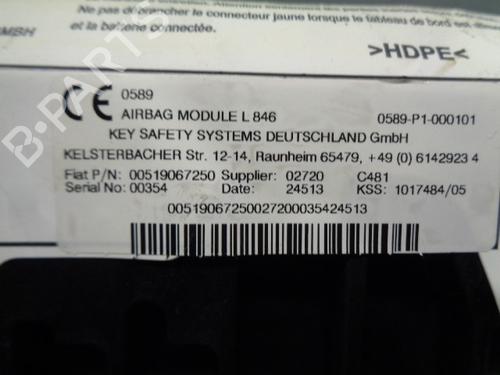 Ne pas débrancher le connecteur jaune lorsque le tableau de bord est
et la batterie connectée.
>HDPE<
CE 0589
AIRBAG MODULE L 846 0589-P1-000101
KEY SAFETY SYSTEMS DEUTSCHLAND GmbH
KELSTERBACHER Str. 12-14, Raunheim 65479, +49 (0) 6142923 4
Fiat P/N: 00519067250 Supplier: 02720 C481
Serial No: 00354 Date: 24513 KSS: 1017484/05
00519067250027200035424513
B-PARTS